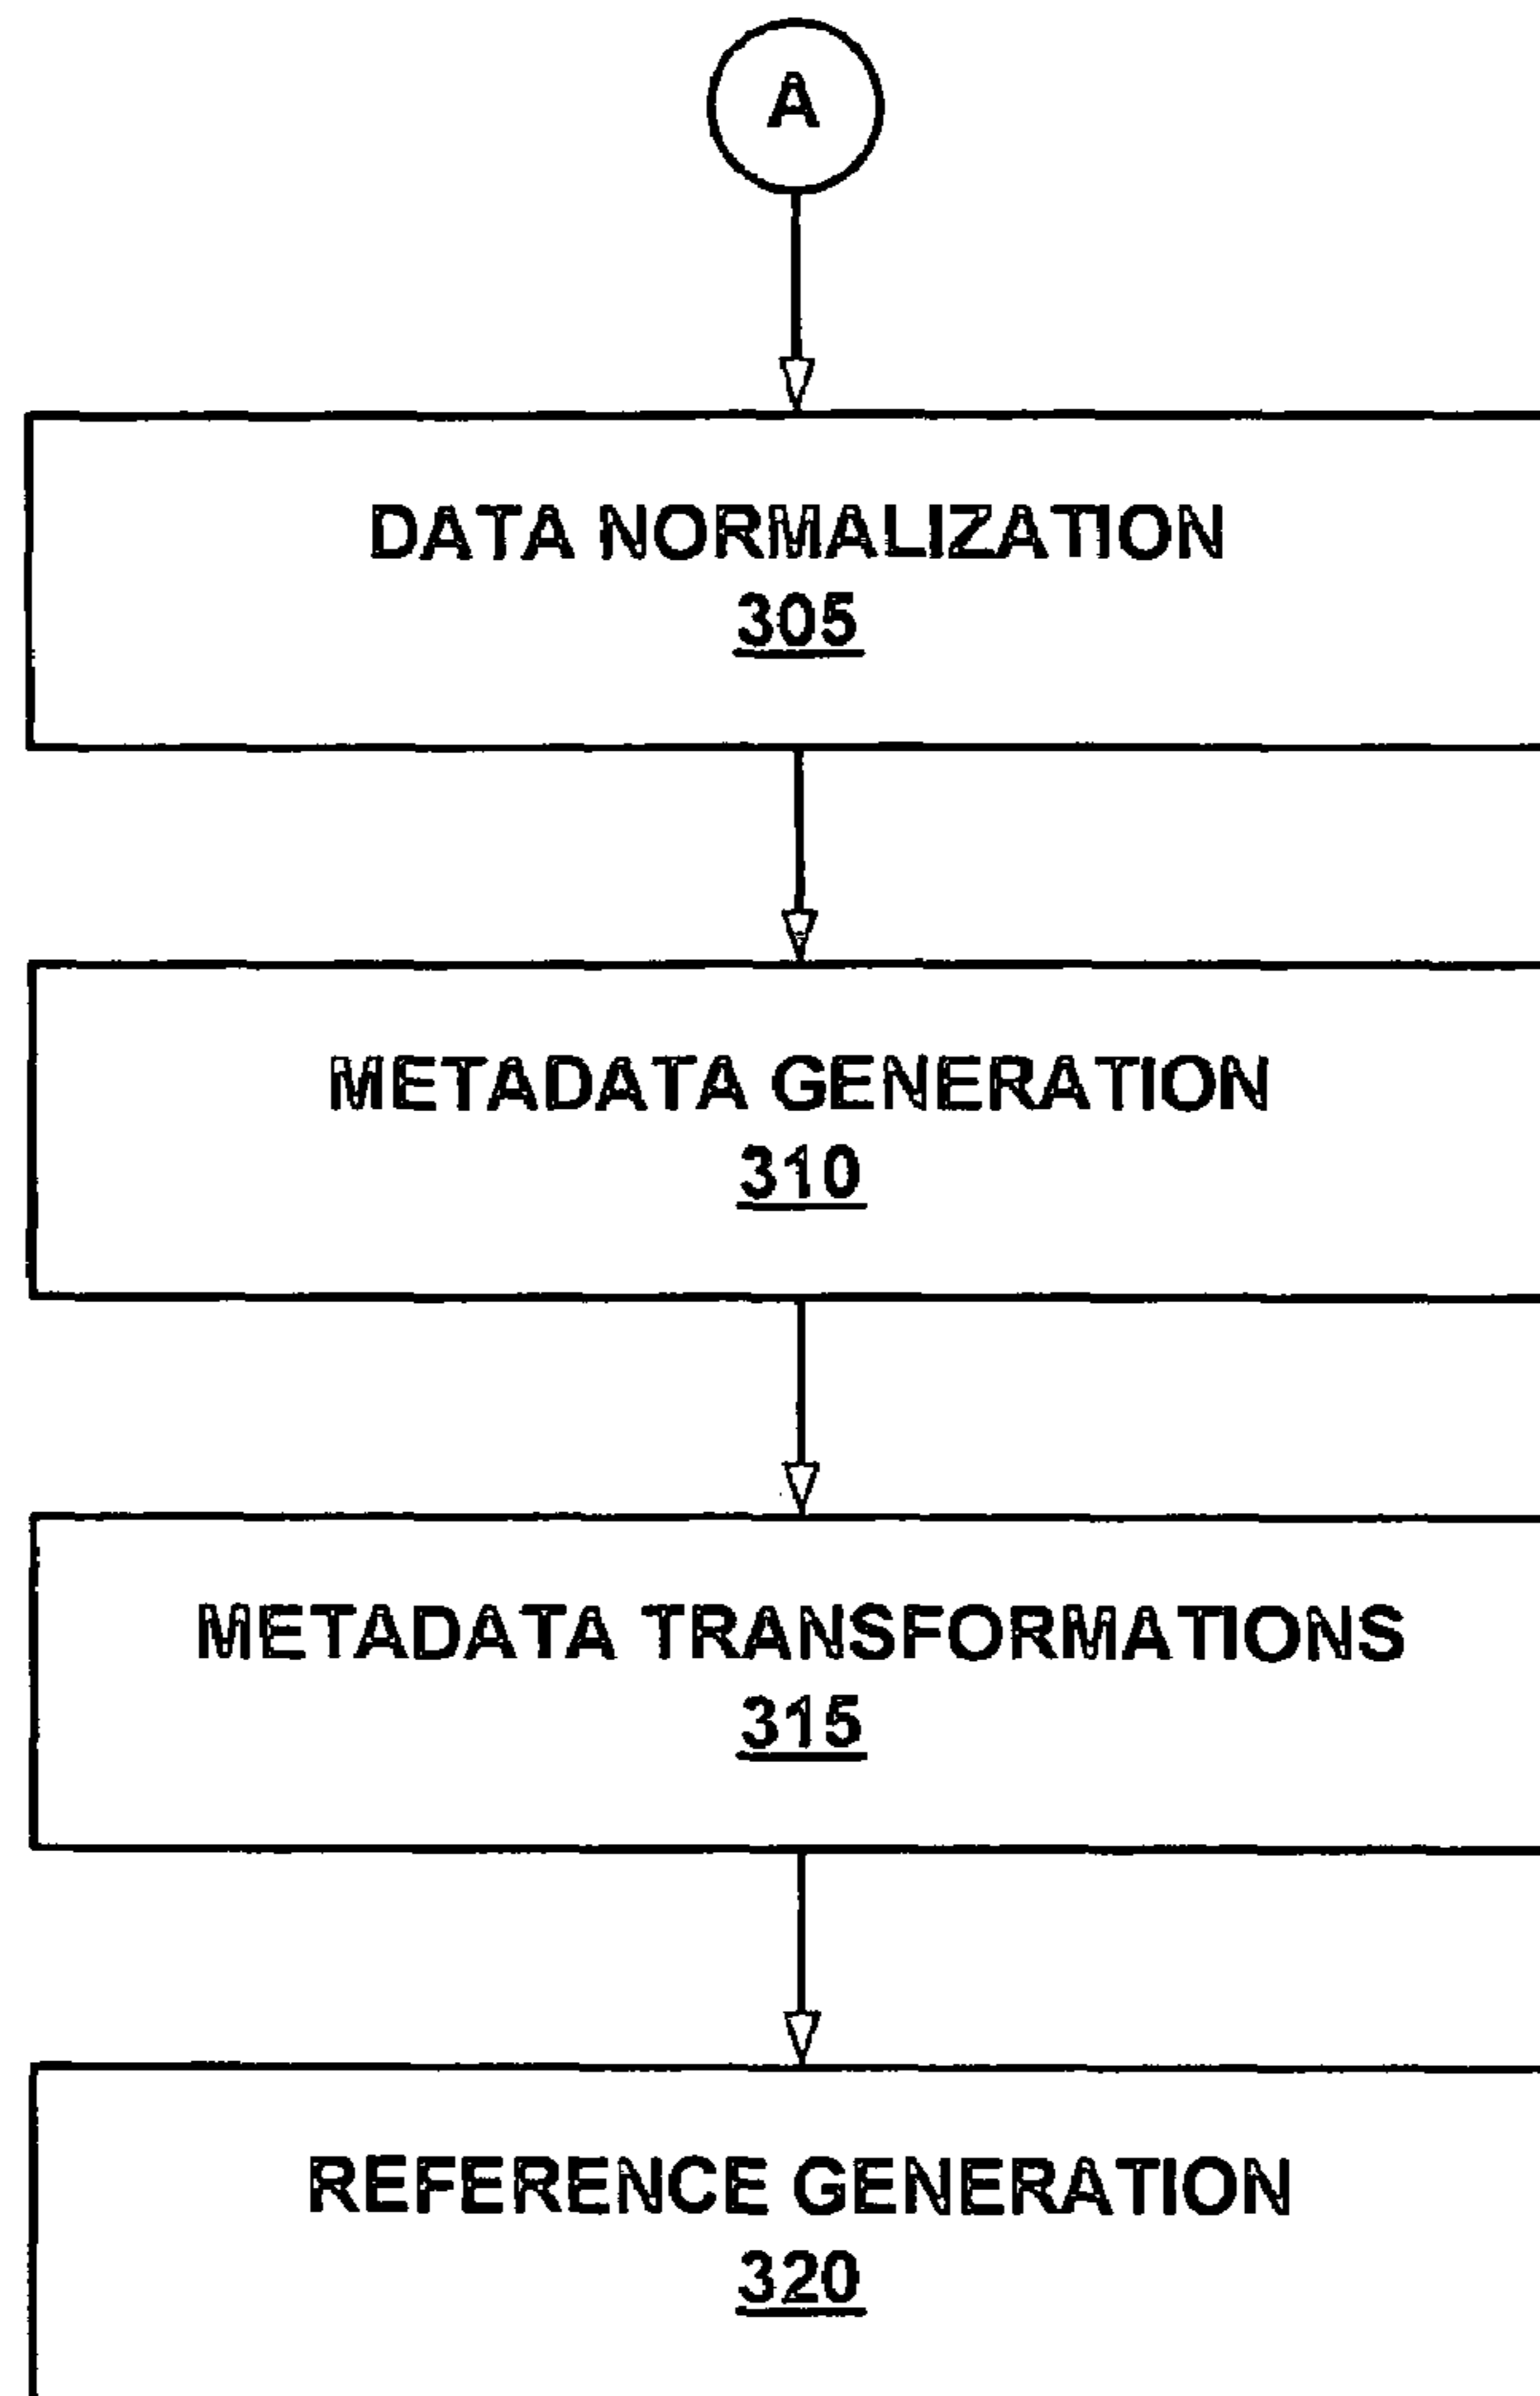 A
DATA NORMALIZATION
305
METADATA GENERATION
310
METADATA TRANSFORMATIONS
315
REFERENCE GENERATION
320